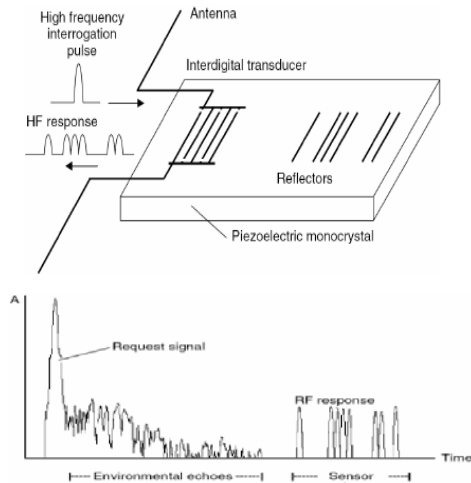 High frequency
interrogation
pulse
Antenna
Interdigital transducer
HF response
Reflectors
Piezoelectric monocrystal
A
Request signal
RF response
Time
Environmental echoes
Sensor